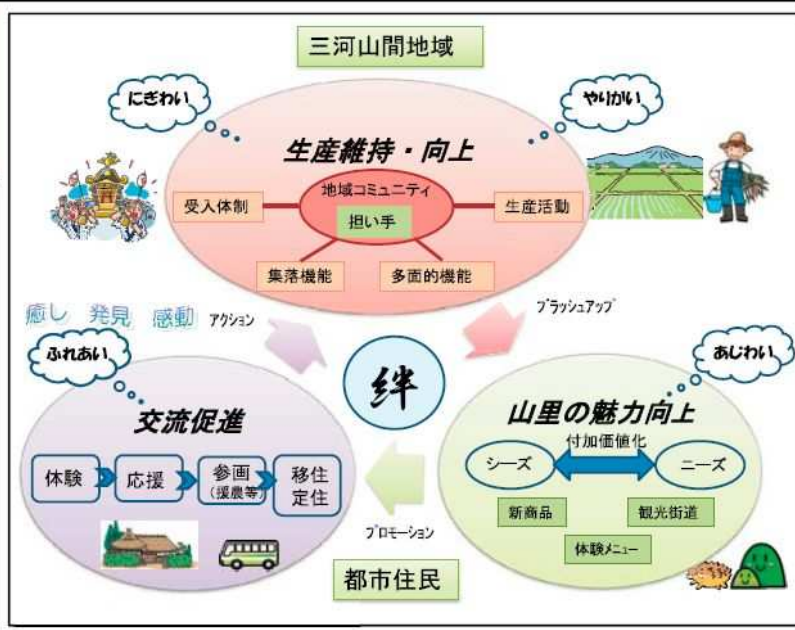 三河山間地域
にぎわい
やりがい
生産維持・向上
地域コミュニティ
受入体制
担い手
生産活動
集落機能
多面的機能
癒し 発見 感動
アクション
ブラッシュアップ
ふれあい
あじわい
絆
交流促進
山里の魅力向上
付加価値化
シーズ
ニーズ
体験
応援
参画
(援農等)
移住
定住
新商品
観光街道
体験メニュー
プロモーション
都市住民